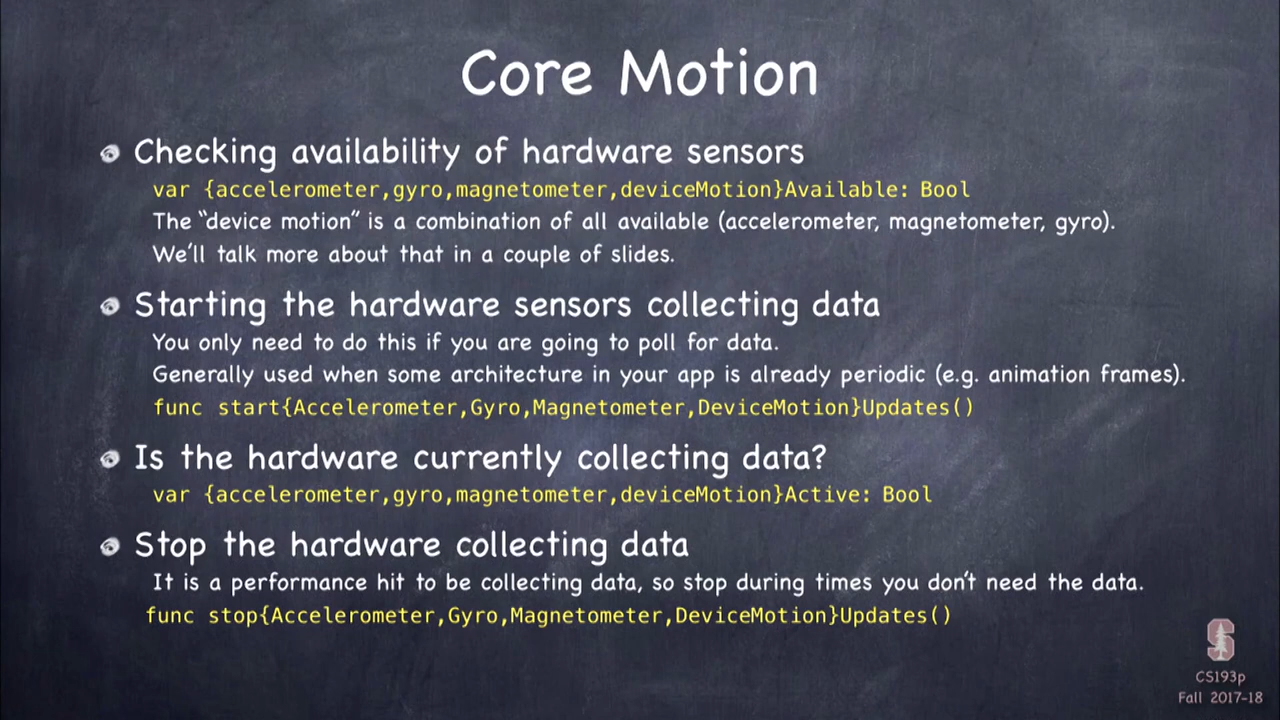 Core Motion
Checking availability of hardware sensors
var {accelerometer,gyro,magnetometer,deviceMotion}Available: Bool
The “device motion” is a combination of all available (accelerometer, magnetometer, gyro).
We’ll talk more about that in a couple of slides.
Starting the hardware sensors collecting data
You only need to do this if you are going to poll for data.
Generally used when some architecture in your app is already periodic (e.g. animation frames).
func start{Accelerometer,Gyro,Magnetometer,DeviceMotion}Updates()
Is the hardware currently collecting data?
var {accelerometer,gyro,magnetometer,deviceMotion}Active: Bool
Stop the hardware collecting data
It is a performance hit to be collecting data, so stop during times you don’t need the data.
func stop{Accelerometer,Gyro,Magnetometer,DeviceMotion}Updates()
CS193p
Fall 2017-18